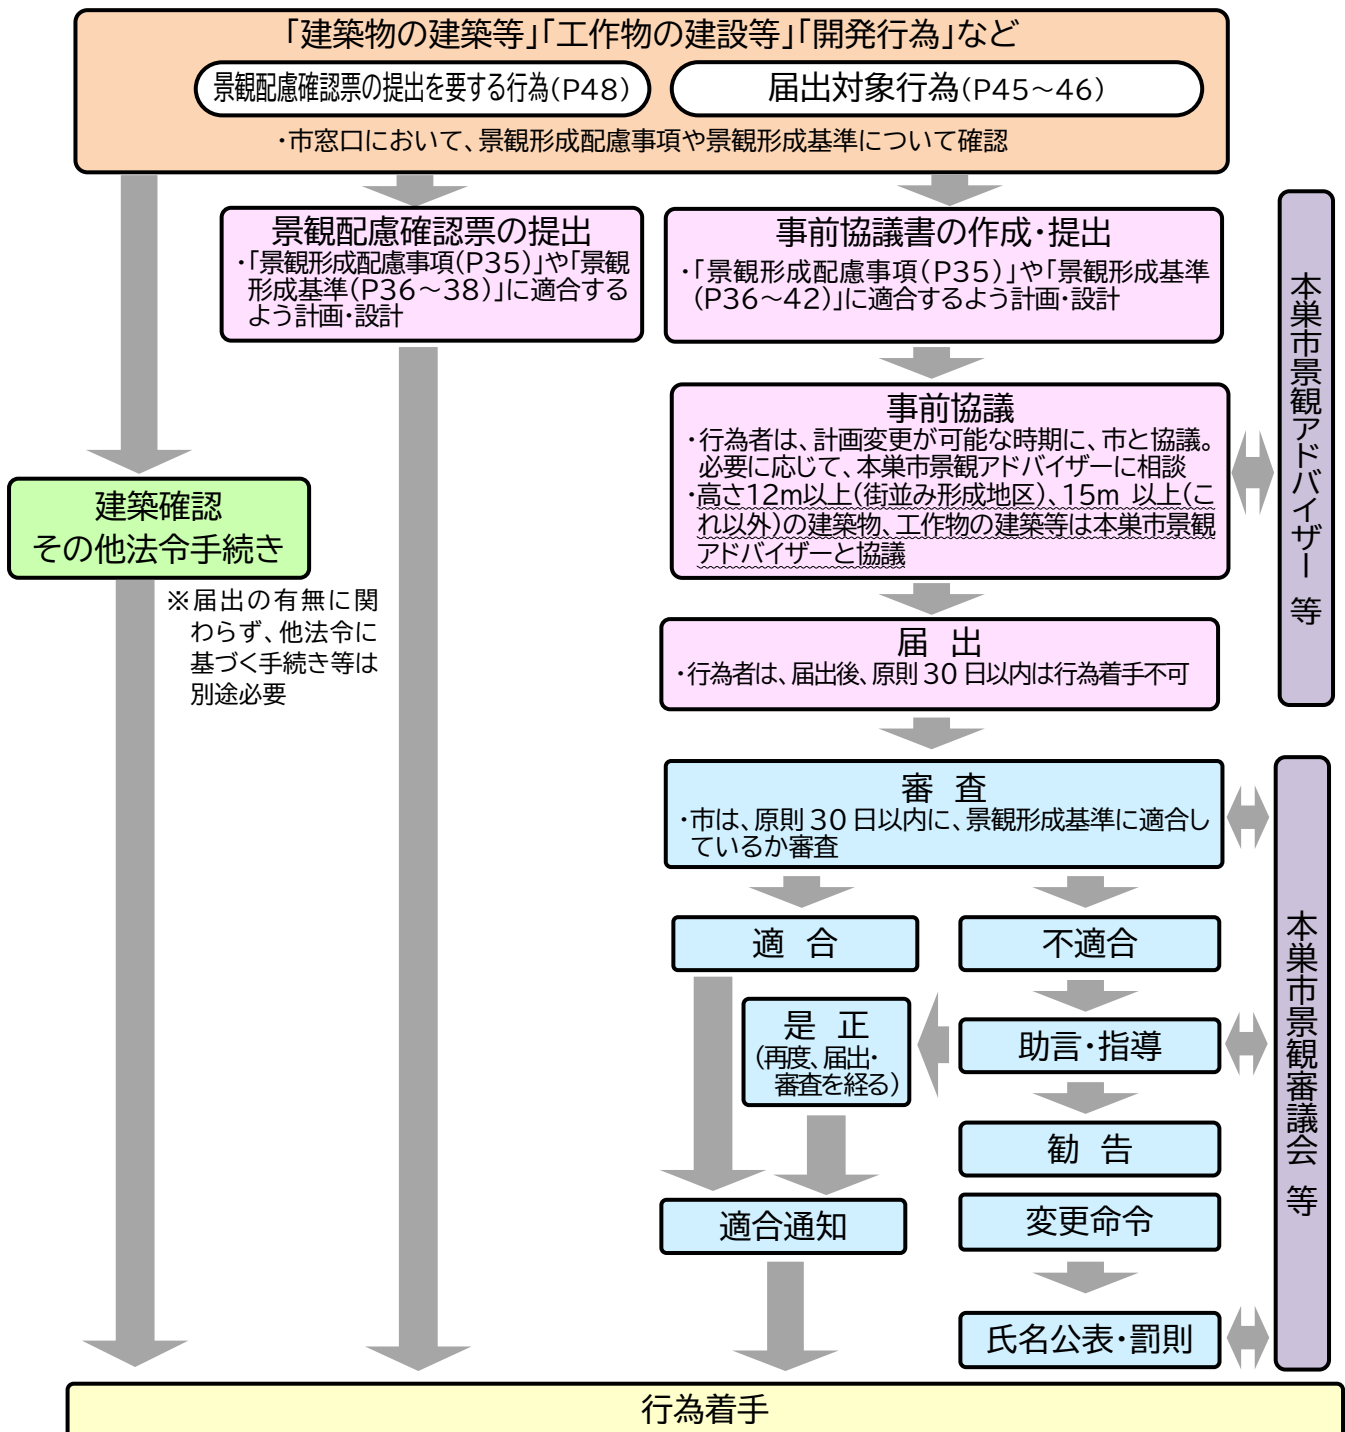 「建築物の建築等」「工作物の建設等」「開発行為」など
景観配慮確認票の提出を要する行為(P48)
届出対象行為(P45～46)
・市窓口において、景観形成配慮事項や景観形成基準について確認
景観配慮確認票の提出
・「景観形成配慮事項(P35)」や「景観
形成基準(P36～38)」に適合する
よう計画・設計
事前協議書の作成・提出
・「景観形成配慮事項(P35)」や「景観形成基準
(P36～42)」に適合するよう計画・設計
本巣市景観アドバイザー 等
事前協議
・行為者は、計画変更が可能な時期に、市と協議。
必要に応じて、本巣市景観アドバイザーに相談
・高さ12m以上(街並み形成地区)、15m 以上(こ
れ以外)の建築物、工作物の建築等は本巣市景観
アドバイザーと協議
建築確認
その他法令手続き
※届出の有無に関
わらず、他法令に
基づく手続き等は
別途必要
届 出
・行為者は、届出後、原則 30 日以内は行為着手不可
審 査
・市は、原則 30 日以内に、景観形成基準に適合し
ているか審査
本巣市景観審議会 等
適 合
不適合
是 正
(再度、届出・
審査を経る)
助言・指導
勧 告
適合通知
変更命令
氏名公表・罰則
行為着手